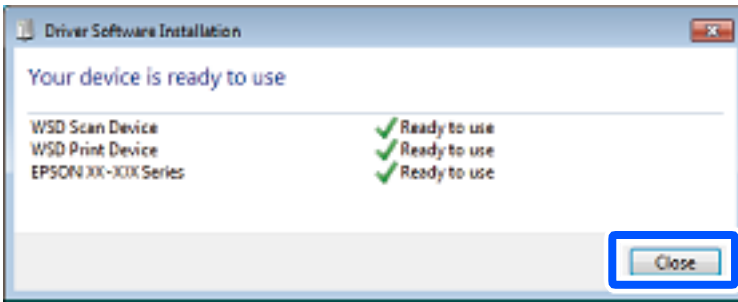 Driver Software Installation
Your device is ready to use
WSD Scan Device Ready to use
WSD Print Device Ready to use
EPSON XX-XXX Series Ready to use
Close